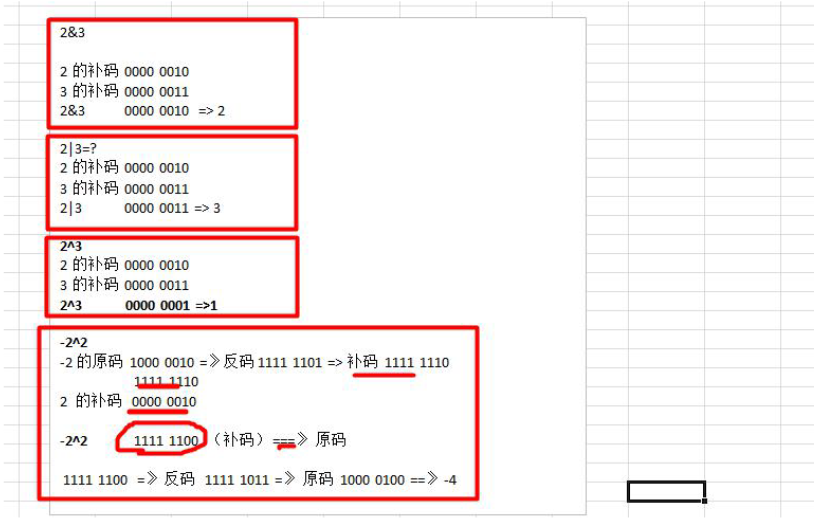 2&3
2 的补码 0000 0010
3 的补码 0000 0011
2&3 0000 0010 => 2
2|3=?
2 的补码 0000 0010
3 的补码 0000 0011
2|3 0000 0011 => 3
2^3
2 的补码 0000 0010
3 的补码 0000 0011
2^3 0000 0001 =>1
-2^2
-2 的原码 1000 0010 =》反码 1111 1101 => 补码 1111 1110
1111 1110
2 的补码 0000 0010
-2^2 1111 1100 （补码） ===》 原码
1111 1100 =》 反码 1111 1011 =》 原码 1000 0100 ==》 -4